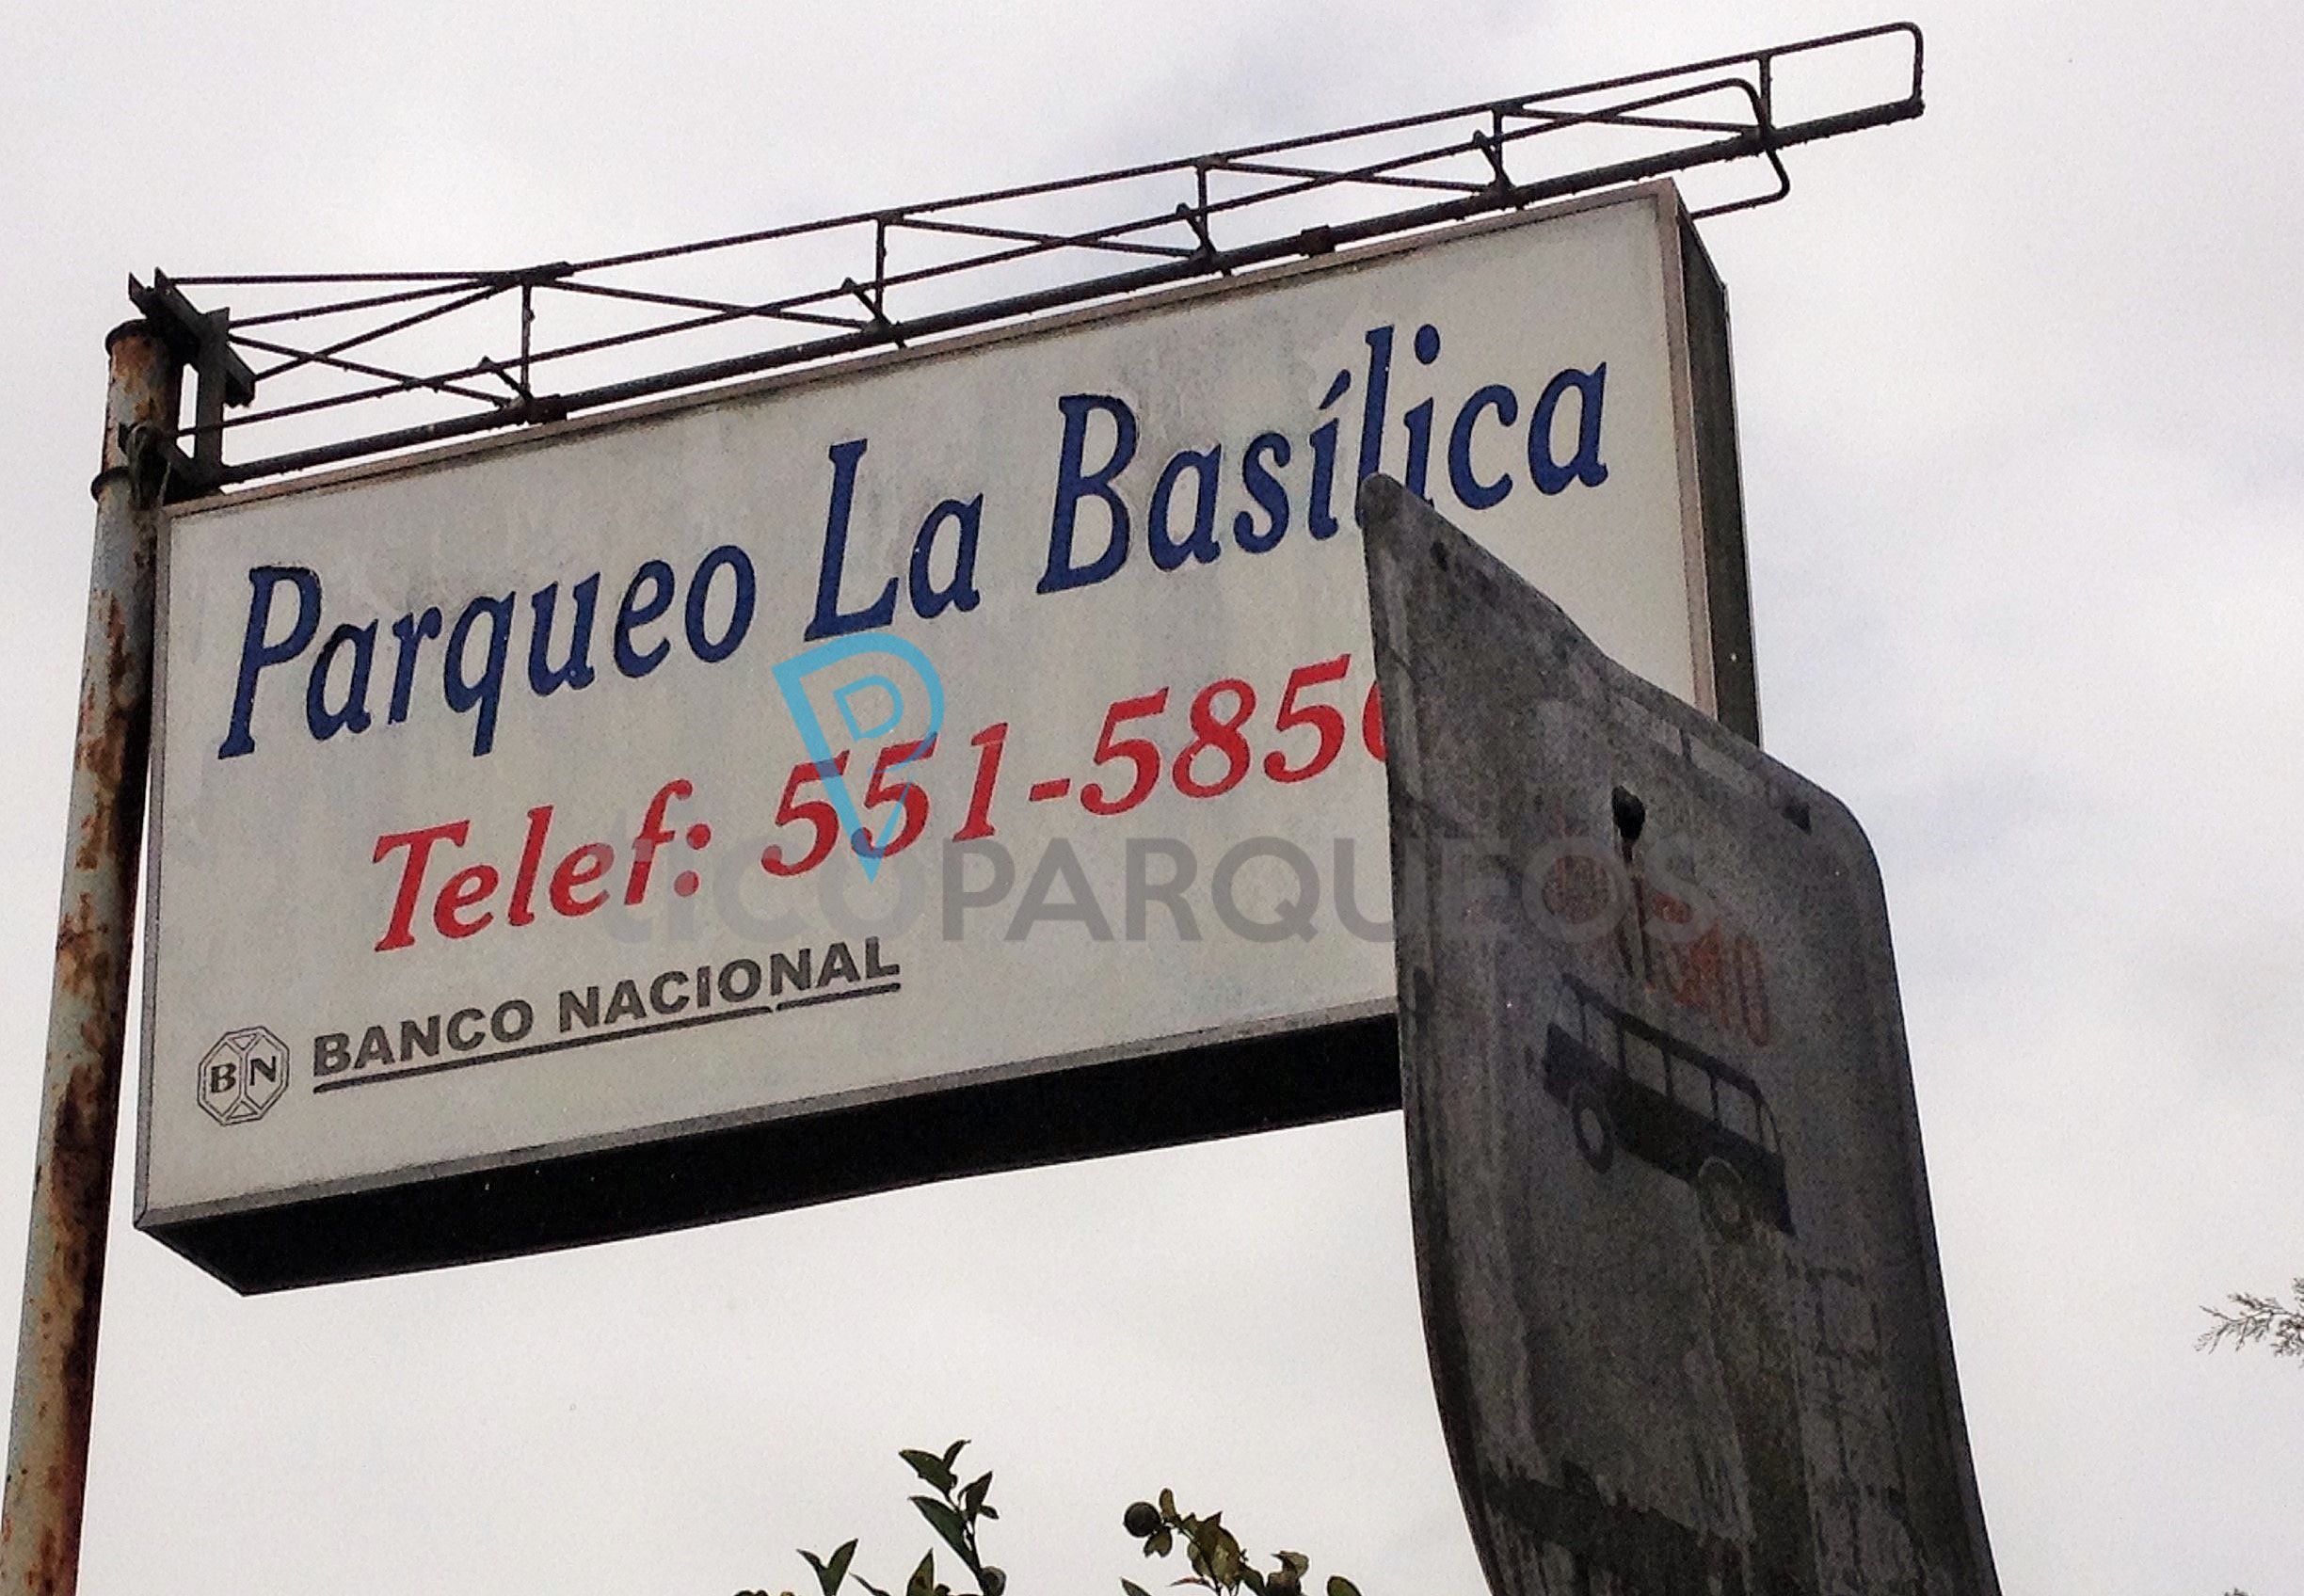 Parqueo La Basílica
Telef: 551-585
BN BANCO NACIONAL
ticoPARQUEOS